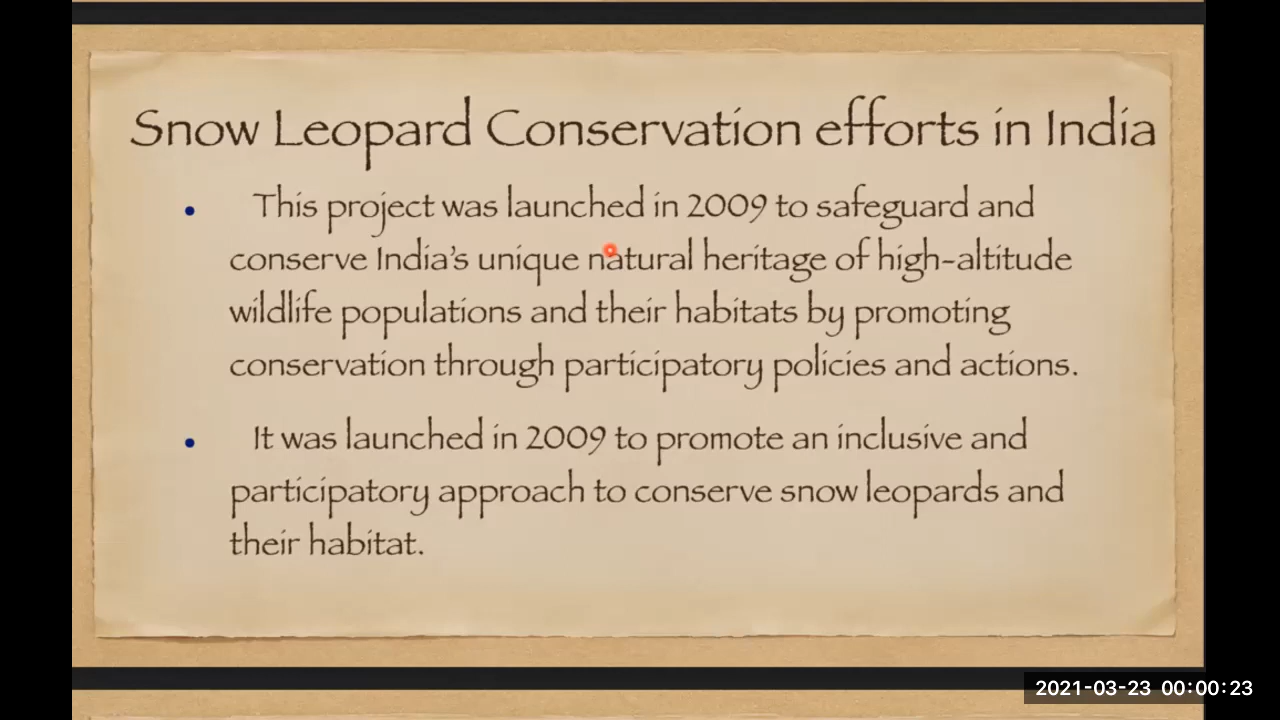 Snow Leopard Conservation efforts in India
• This project was launched in 2009 to safeguard and
conserve India's unique natural heritage of high-altitude
wildlife populations and their habitats by promoting
conservation through participatory policies and actions.
• It was launched in 2009 to promote an inclusive and
participatory approach to conserve snow leopards and
their habitat.
2021-03-23 00:00:23